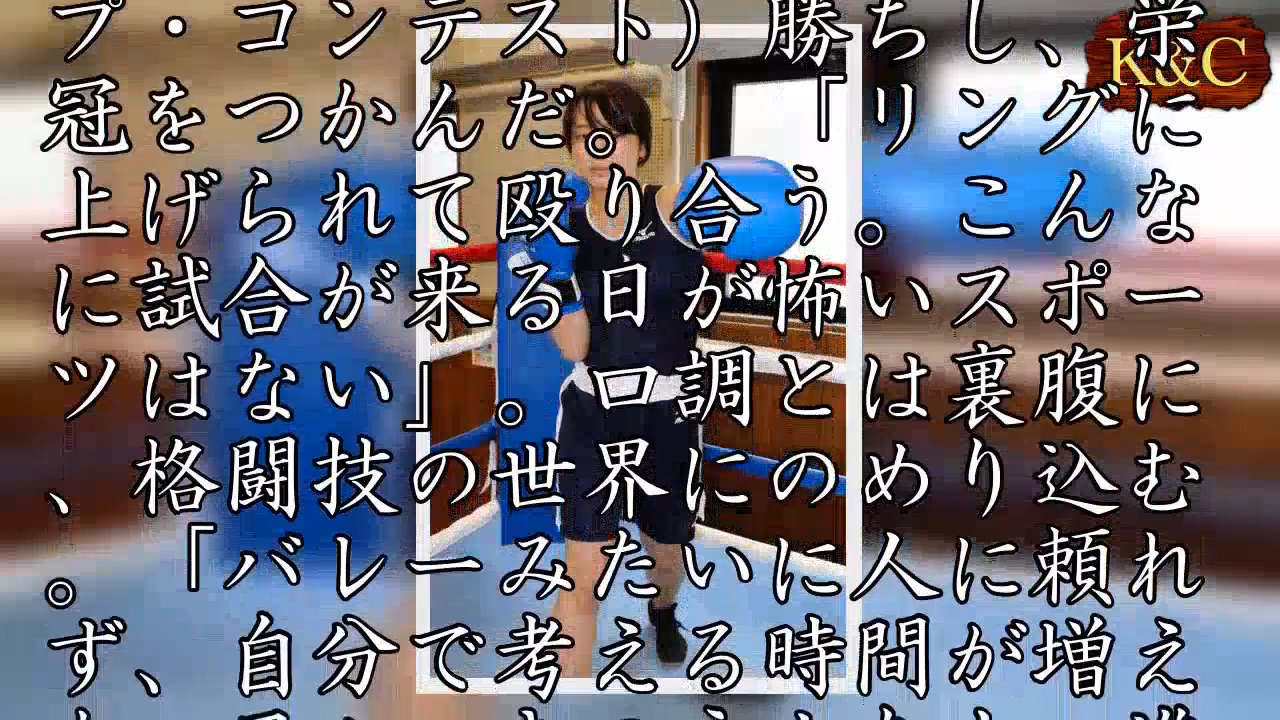 プ・コンテスト）勝ちし、栄
K&C
冠をつかんだ。　「リングに
上げられて殴り合う。こんな
に試合が来る日が怖いスポー
ツはない」。口調とは裏腹に
、格闘技の世界にのめり込む
。「バレーみたいに人に頼れ
ず、自分で考える時間が増え